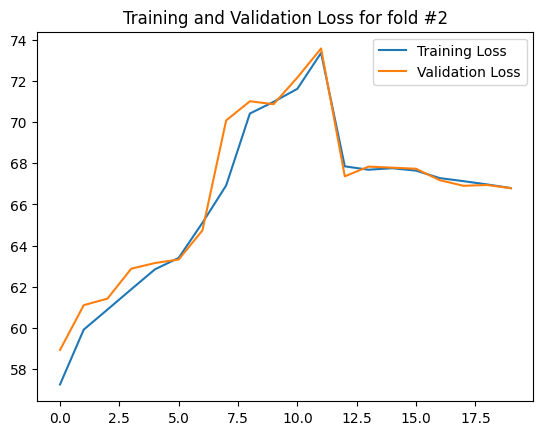 Training and Validation Loss for fold #2
Training Loss
Validation Loss
74
72
70
68
66
64
62
60
58
0.0 2.5 5.0 7.5 10.0 12.5 15.0 17.5